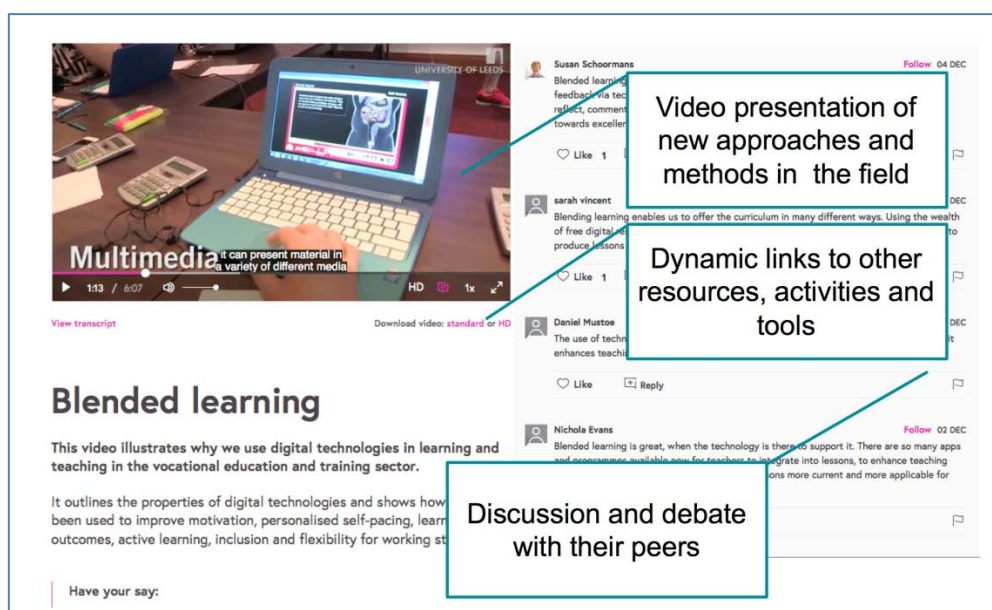 UNIVERSITY OF LEEDS
Multimedia
it can present material in
a variety of different media
1:13 / 6:07
HD
1x
View transcript
Download video: standard or HD
Blended learning
This video illustrates why we use digital technologies in learning and
teaching in the vocational education and training sector.
It outlines the properties of digital technologies and shows how
been used to improve motivation, personalised self-pacing,
outcomes, active learning, inclusion and flexibility for working
Have your say:
Susan Schoormans Follow 04 DEC
Blended
feedback via
reflect,
towards
Like 1
sarah vincent DEC
Blending learning enables us to offer the curriculum in many different ways. Using the wealth
of free digital to
produce lessons
Like 1
Daniel Mustoe DEC
The use of it
enhances
Like Reply
Nichola Evans Follow 02 DEC
Blended learning is great, when the technology is there to support it. There are so many apps
and programmes available now for teachers to integrate into lessons, to enhance teaching
more current and more applicable for
Video presentation of
new approaches and
methods in the field
Dynamic links to other
resources, activities and
tools
Discussion and debate
with their peers